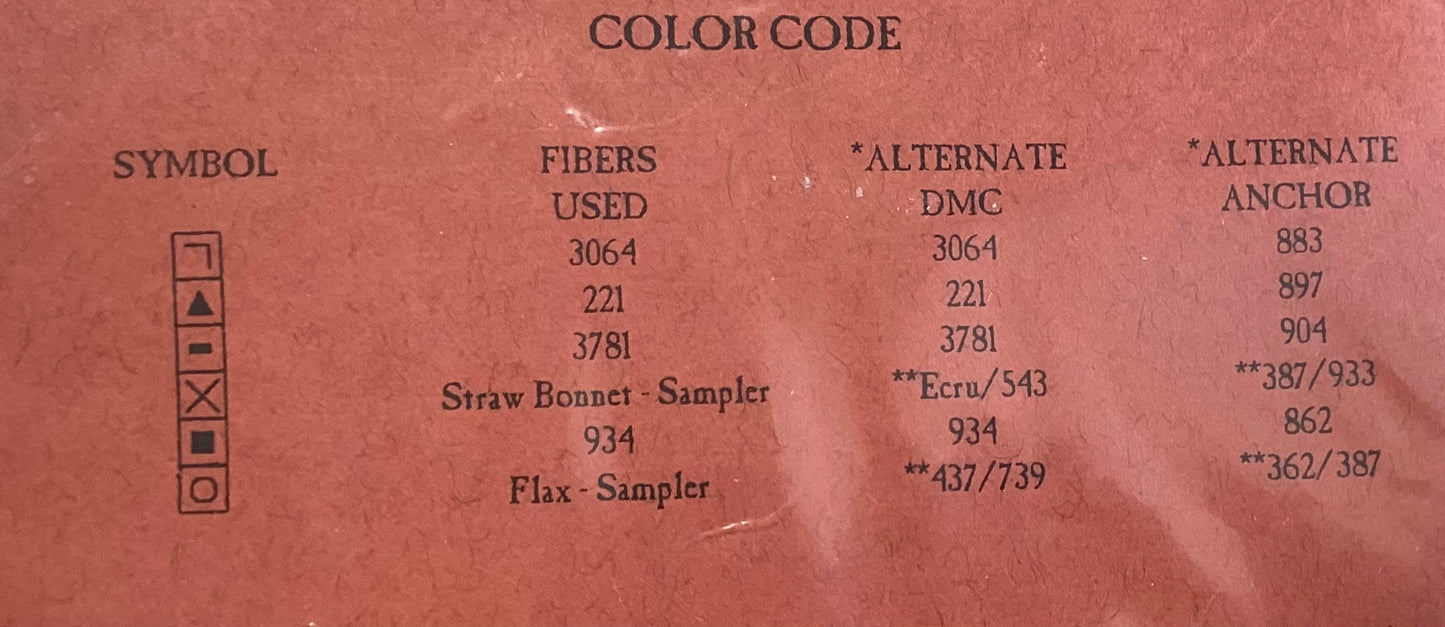 COLOR CODE
SYMBOL FIBERS USED *ALTERNATE DMC *ALTERNATE ANCHOR
3064 3064 883
221 221 897
3781 3781 904
Straw Bonnet - Sampler **Ecru/543 **387/933
934 934 862
Flax - Sampler **437/739 **362/387